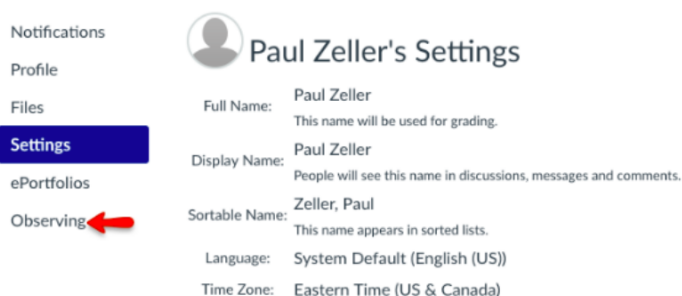 Notifications
Profile
Files
Settings
ePortfolios
Observing
Paul Zeller's Settings
Full Name: Paul Zeller
This name will be used for grading.
Display Name: Paul Zeller
People will see this name in discussions, messages and comments.
Sortable Name: Zeller, Paul
This name appears in sorted lists.
Language: System Default (English (US))
Time Zone: Eastern Time (US & Canada)